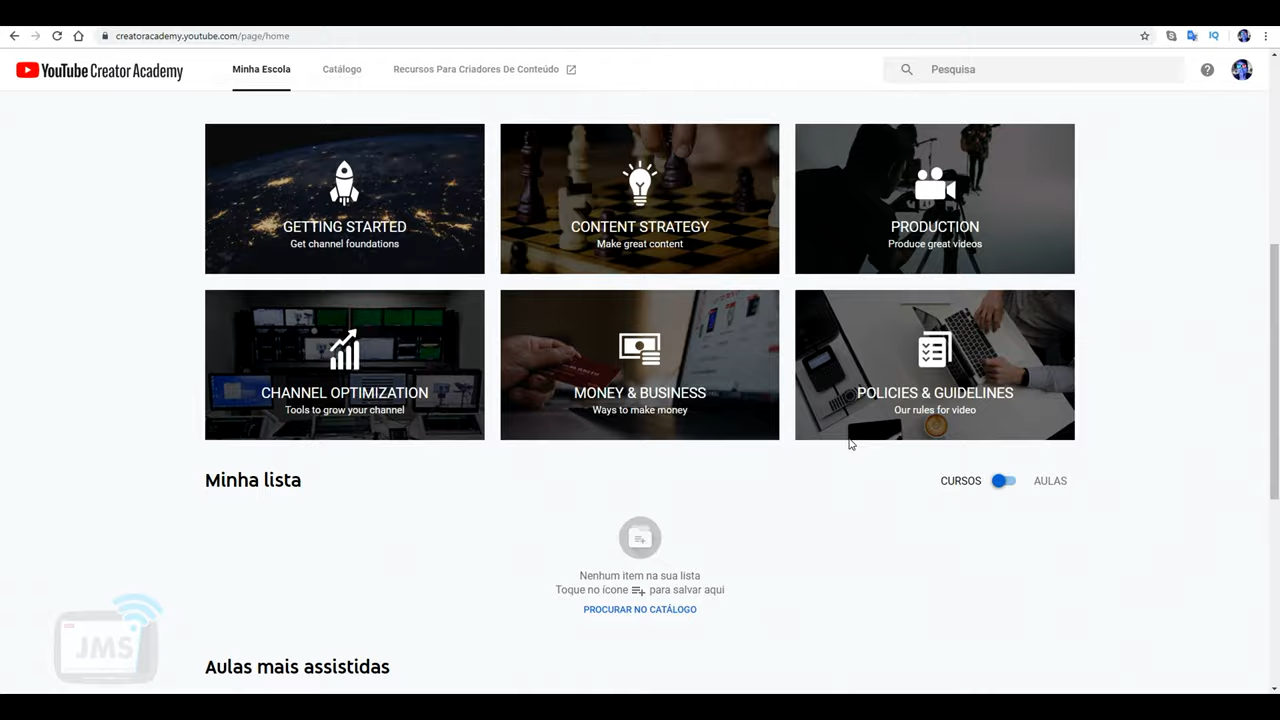 creatoracademy.youtube.com/page/home
YouTube Creator Academy
Minha Escola
Catálogo
Recursos Para Criadores De Conteúdo
Pesquisa
GETTING STARTED
Get channel foundations
CONTENT STRATEGY
Make great content
PRODUCTION
Produce great videos
CHANNEL OPTIMIZATION
Tools to grow your channel
MONEY & BUSINESS
Ways to make money
POLICIES & GUIDELINES
Our rules for video
Minha lista
CURSOS
AULAS
Nenhum item na sua lista
Toque no ícone para salvar aqui
PROCURAR NO CATÁLOGO
JMS
Aulas mais assistidas